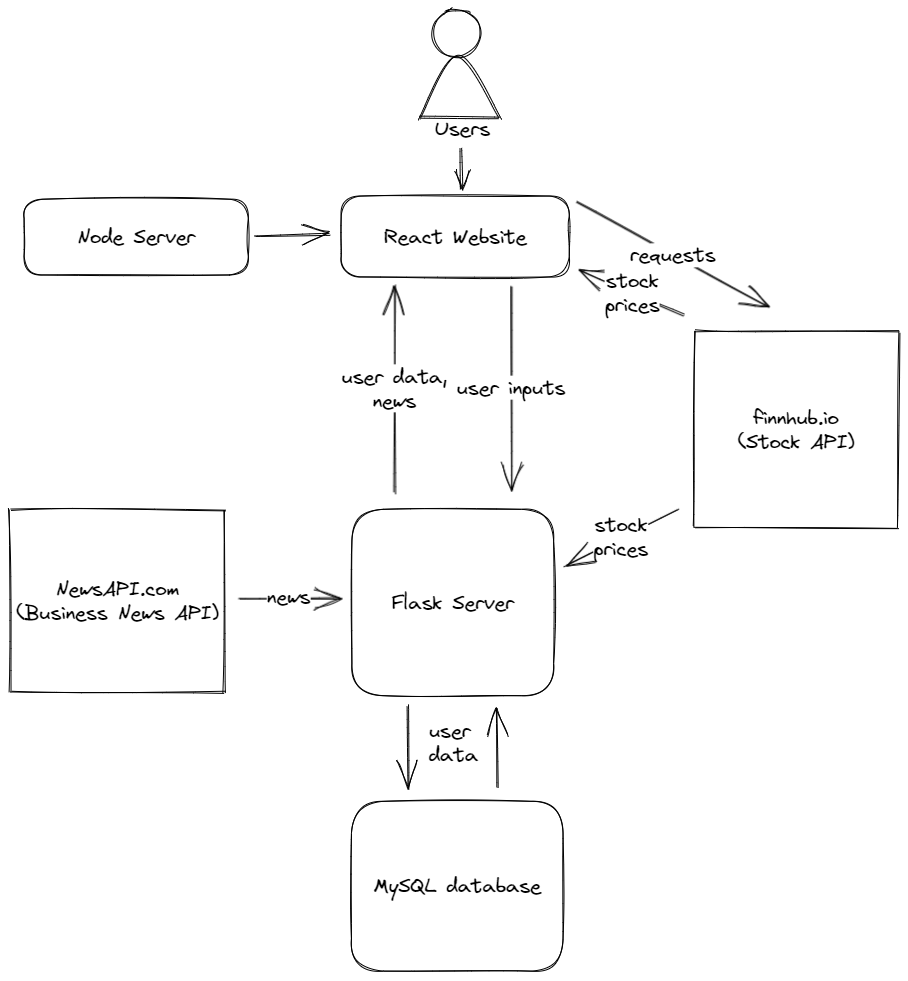 Users
Node Server
React Website
requests
stock
prices
user data,
news
user inputs
finnhub.io
(Stock API)
stock
prices
NewsAPI.com
(Business News API)
news
Flask Server
user
data
MySQL database